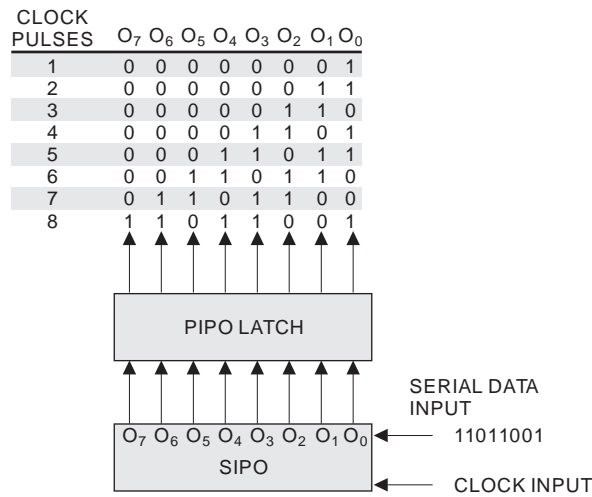 CLOCK
PULSES O₇ O₆ O₅ O₄ O₃ O₂ O₁ O₀
1 0 0 0 0 0 0 0 1
2 0 0 0 0 0 0 1 1
3 0 0 0 0 0 1 1 0
4 0 0 0 0 1 1 0 1
5 0 0 0 1 1 0 1 1
6 0 0 1 1 0 1 1 0
7 0 1 1 0 1 1 0 0
8 1 1 0 1 1 0 0 1
PIPO LATCH
SERIAL DATA
INPUT
O₇ O₆ O₅ O₄ O₃ O₂ O₁ O₀
11011001
SIPO
CLOCK INPUT